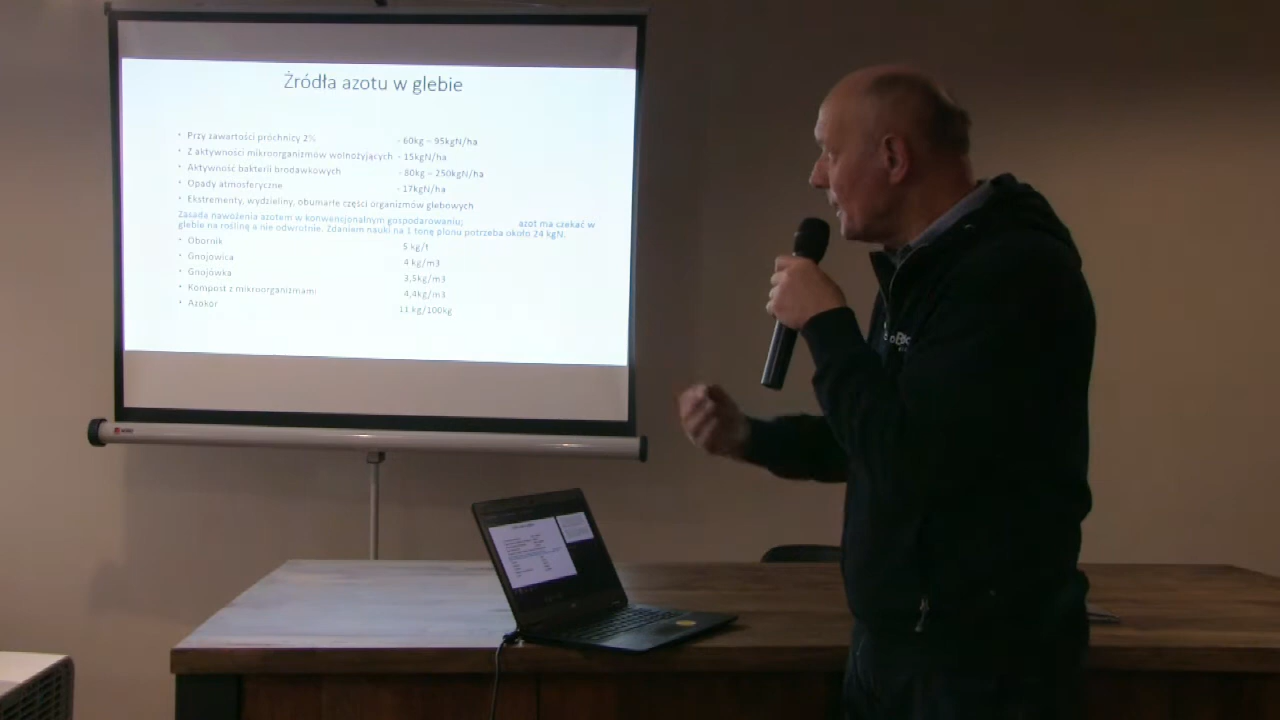 Żródła azotu w glebie
• Przy zawartości próchnicy 2% - 60kg – 95kgN/ha
• Z aktywności mikroorganizmów wolnożyjących - 15kgN/ha
• Aktywność bakterii brodawkowych - 80kg – 250kgN/ha
• Opady atmosferyczne - 17kgN/ha
• Ekstrementy, wydzieliny, obumarłe części organizmów glebowych
Zasada nawożenia azotem w konwencjonalnym gospodarowaniu; azot ma czekać w
glebie na roślinę a nie odwrotnie. Zdaniem nauki na 1 tonę plonu potrzeba około 24 kgN.
• Obornik 5 kg/t
• Gnojowica 4 kg/m3
• Gnojówka 3,5kg/m3
• Kompost z mikroorganizmami 4,4kg/m3
• Azokor 11 kg/100kg